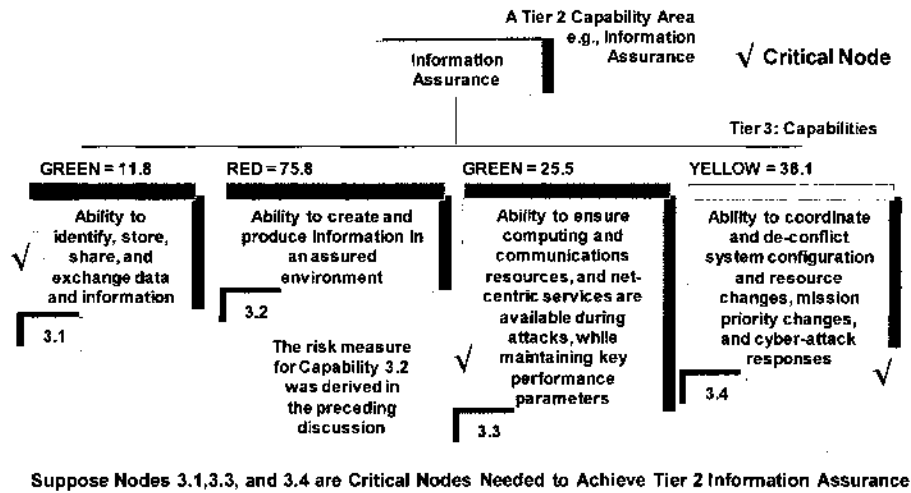 A Tier 2 Capability Area
e.g., Information
Assurance
√ Critical Node
Information
Assurance
Tier 3: Capabilities
GREEN = 11.8
Ability to
identify, store,
share, and
exchange data
and information
√
3.1
RED = 75.8
Ability to create and
produce information in
an assured
environment
3.2
The risk measure
for Capability 3.2
was derived in
the preceding
discussion
GREEN = 25.5
Ability to ensure
computing and
communications
resources, and net-
centric services are
available during
attacks, while
maintaining key
performance
parameters
√
3.3
YELLOW = 36.1
Ability to coordinate
and de-conflict
system configuration
and resource
changes, mission
priority changes,
and cyber-attack
responses
√
3.4
Suppose Nodes 3.1,3.3, and 3.4 are Critical Nodes Needed to Achieve Tier 2 Information Assurance